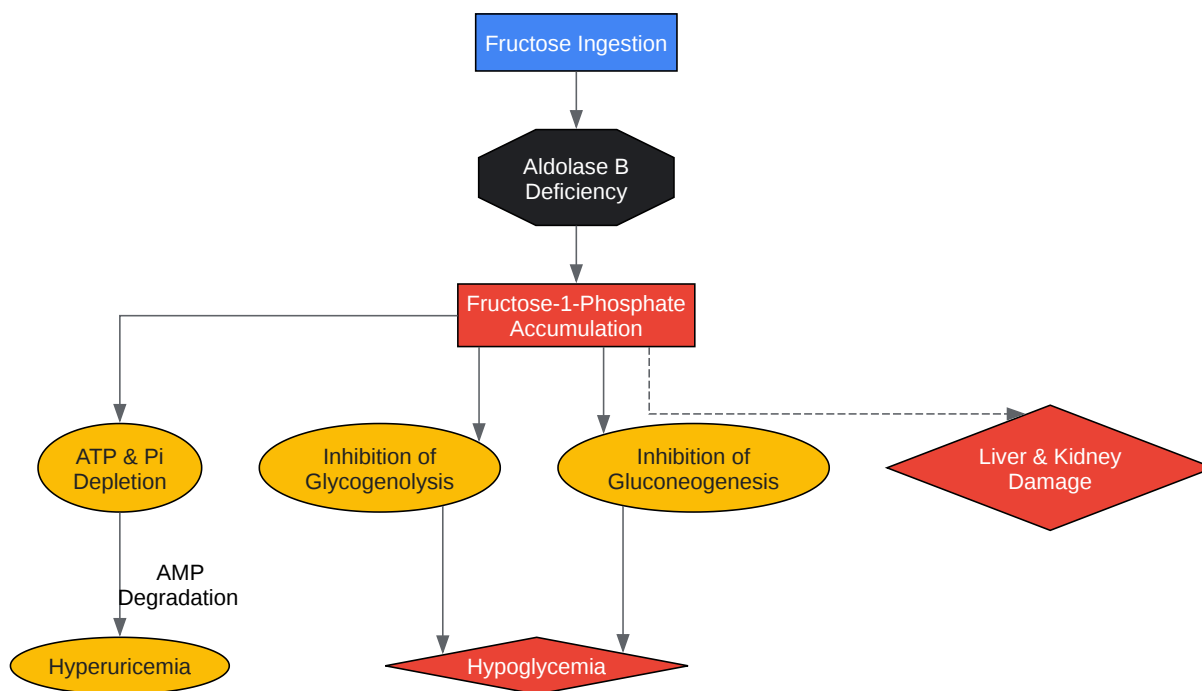 Fructose Ingestion
Aldolase B
Deficiency
Fructose-1-Phosphate
Accumulation
ATP & Pi
Depletion
Inhibition of
Glycogenolysis
Inhibition of
Gluconeogenesis
Liver & Kidney
Damage
AMP
Degradation
Hyperuricemia
Hypoglycemia